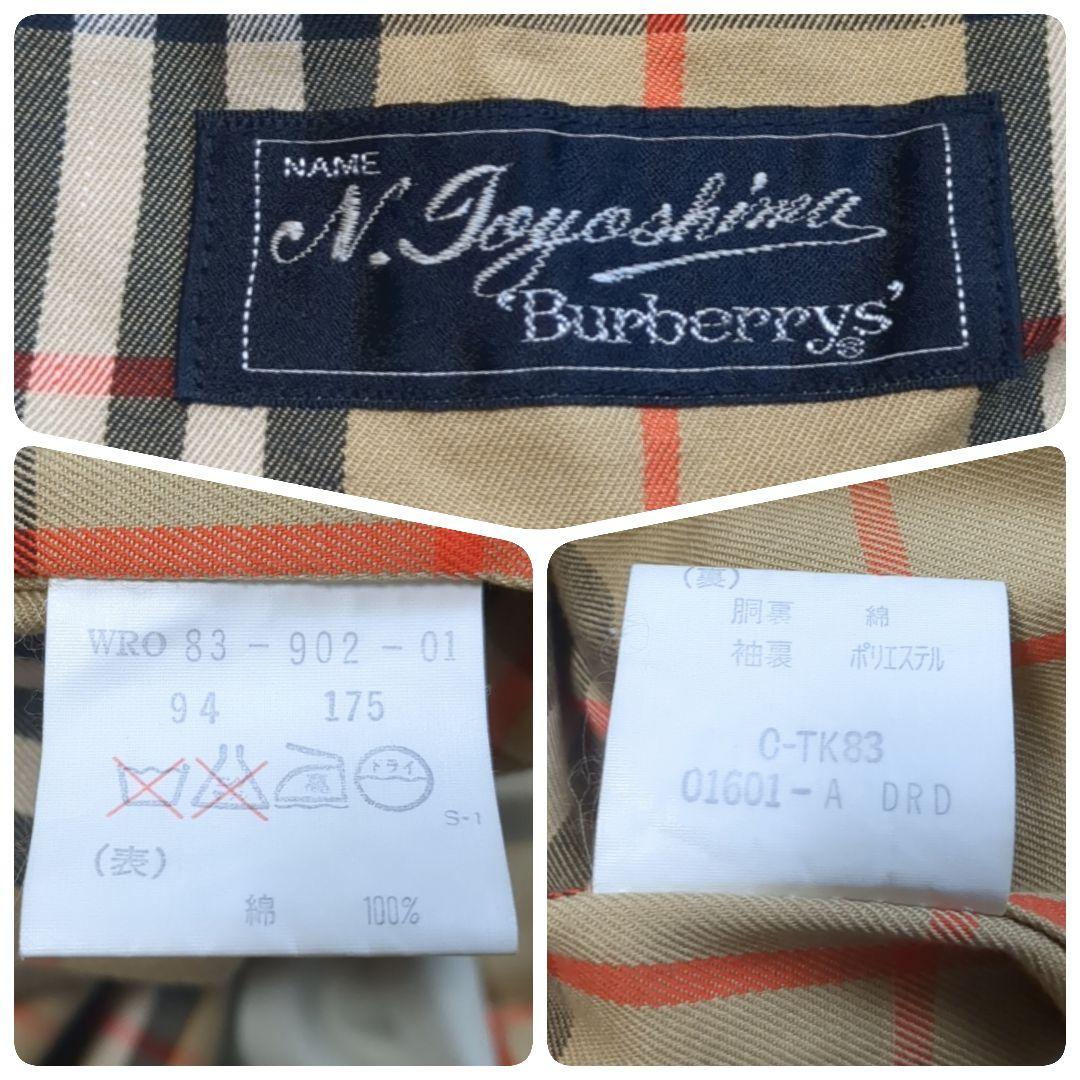 NAME
N. Toyoshima
'Burberrys'®
WRO 83-902-01
94 175
ドライ
S-1
(表)
綿 100%
(裏)
胴裏 綿
袖裏 ポリエステル
C-TK83
01601-A DRD